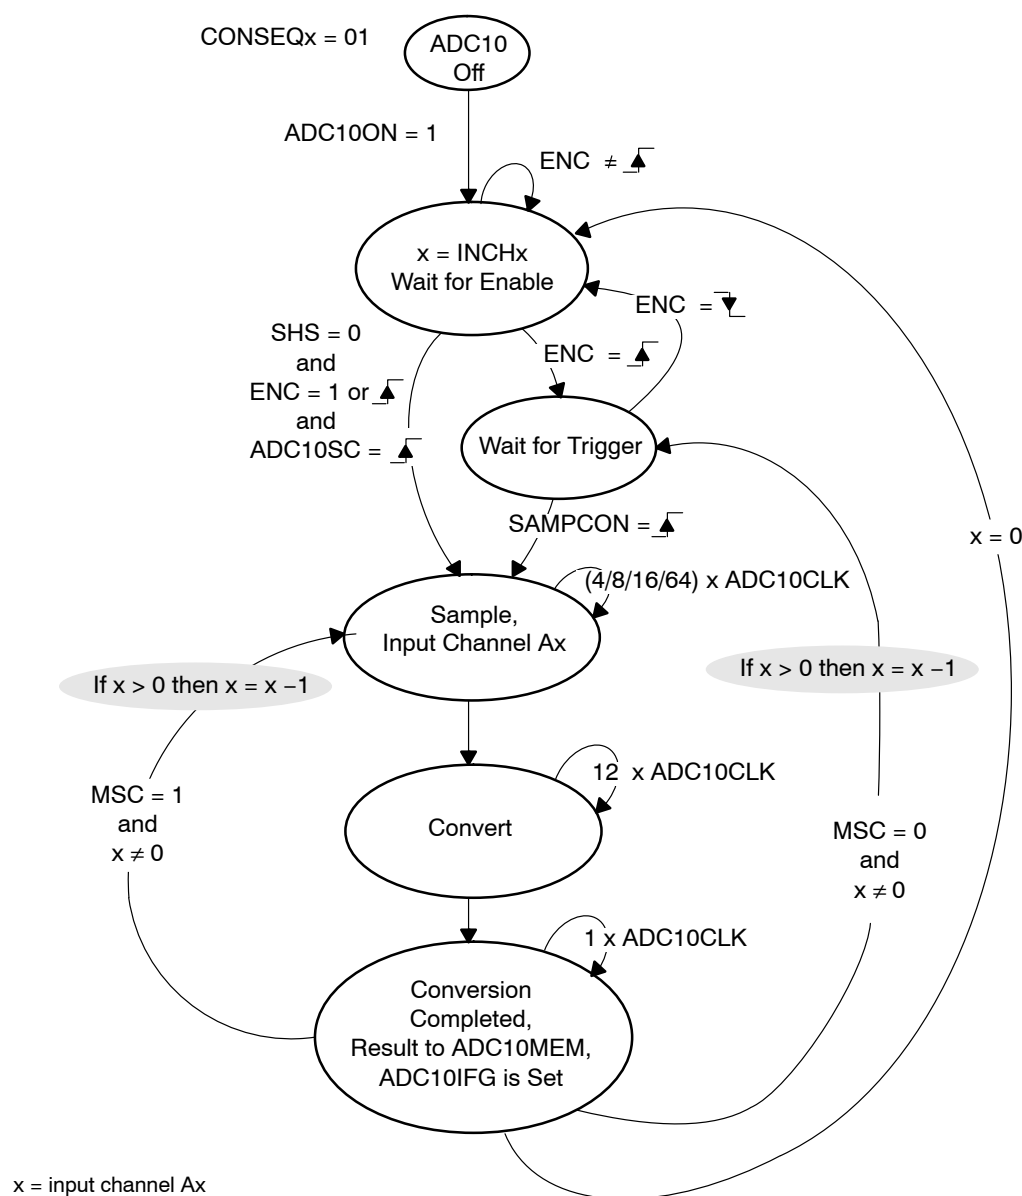 CONSEQx = 01
ADC10
Off
ADC10ON = 1
ENC ≠
x = INCHx
Wait for Enable
ENC =
SHS = 0
and
ENC = 1 or
and
ADC10SC =
ENC =
Wait for Trigger
SAMPCON =
x = 0
(4/8/16/64) x ADC10CLK
Sample,
Input Channel Ax
If x > 0 then x = x −1
If x > 0 then x = x −1
12 x ADC10CLK
MSC = 1
and
x ≠ 0
Convert
MSC = 0
and
x ≠ 0
1 x ADC10CLK
Conversion
Completed,
Result to ADC10MEM,
ADC10IFG is Set
x = input channel Ax